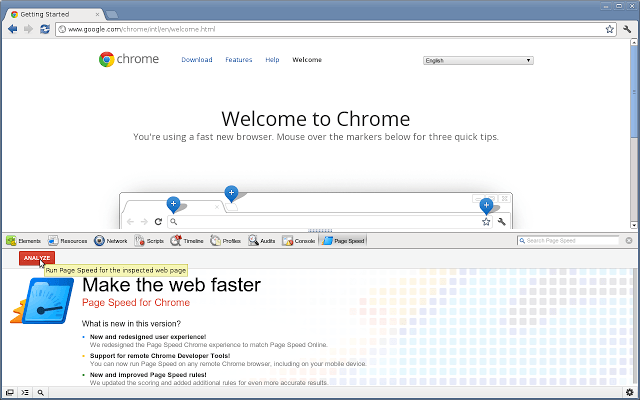 Getting Started
www.google.com/chrome/intl/en/welcome.html
chrome
Download Features Help Welcome
English
Welcome to Chrome
You're using a fast new browser. Mouse over the markers below for three quick tips.
Elements Resources Network Scripts Timeline Profiles Audits Console Page Speed
Search Page Speed
ANALYZE
Run Page Speed for the inspected web page
Make the web faster
Page Speed for Chrome
What is new in this version?
New and redesigned user experience!
We redesigned the Page Speed Chrome experience to match Page Speed Online.
Support for remote Chrome Developer Tools!
You can now run Page Speed on any remote Chrome browser, including on your mobile device.
New and Improved Page Speed rules!
We updated the scoring and added additional rules for even more accurate results.